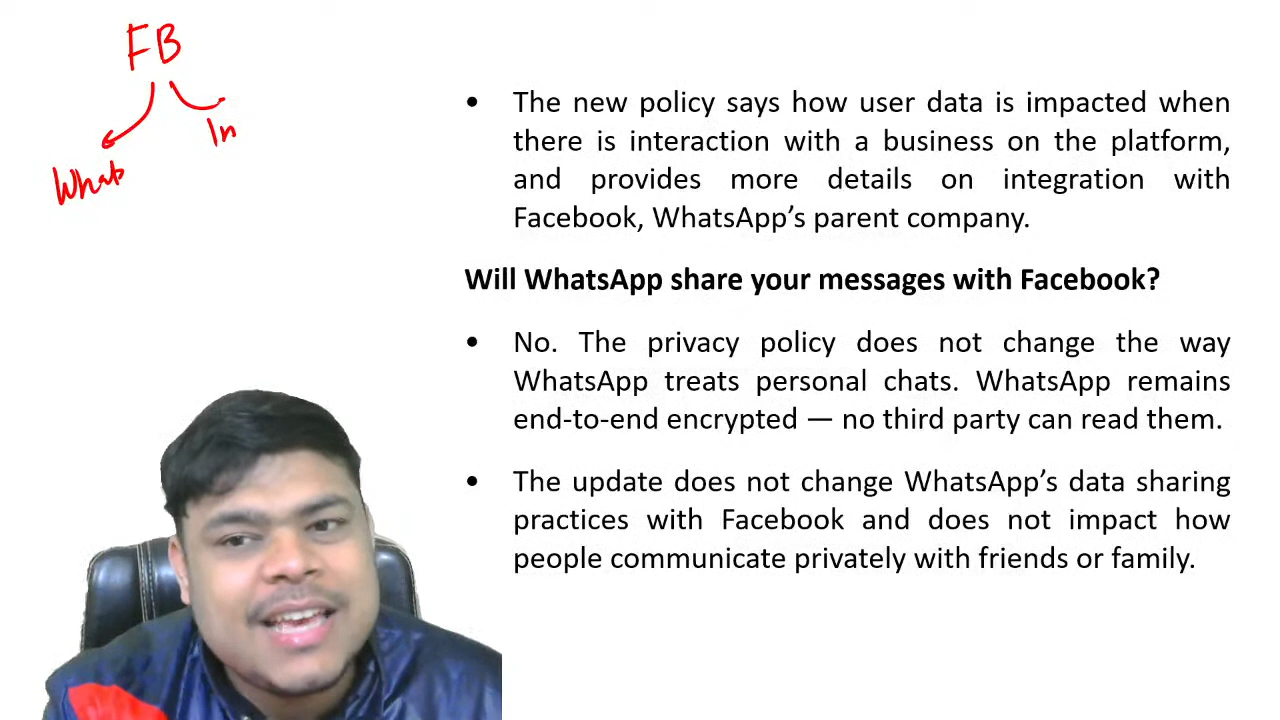 FB
What
In
• The new policy says how user data is impacted when
there is interaction with a business on the platform,
and provides more details on integration with
Facebook, WhatsApp’s parent company.
Will WhatsApp share your messages with Facebook?
• No. The privacy policy does not change the way
WhatsApp treats personal chats. WhatsApp remains
end-to-end encrypted — no third party can read them.
• The update does not change WhatsApp’s data sharing
practices with Facebook and does not impact how
people communicate privately with friends or family.